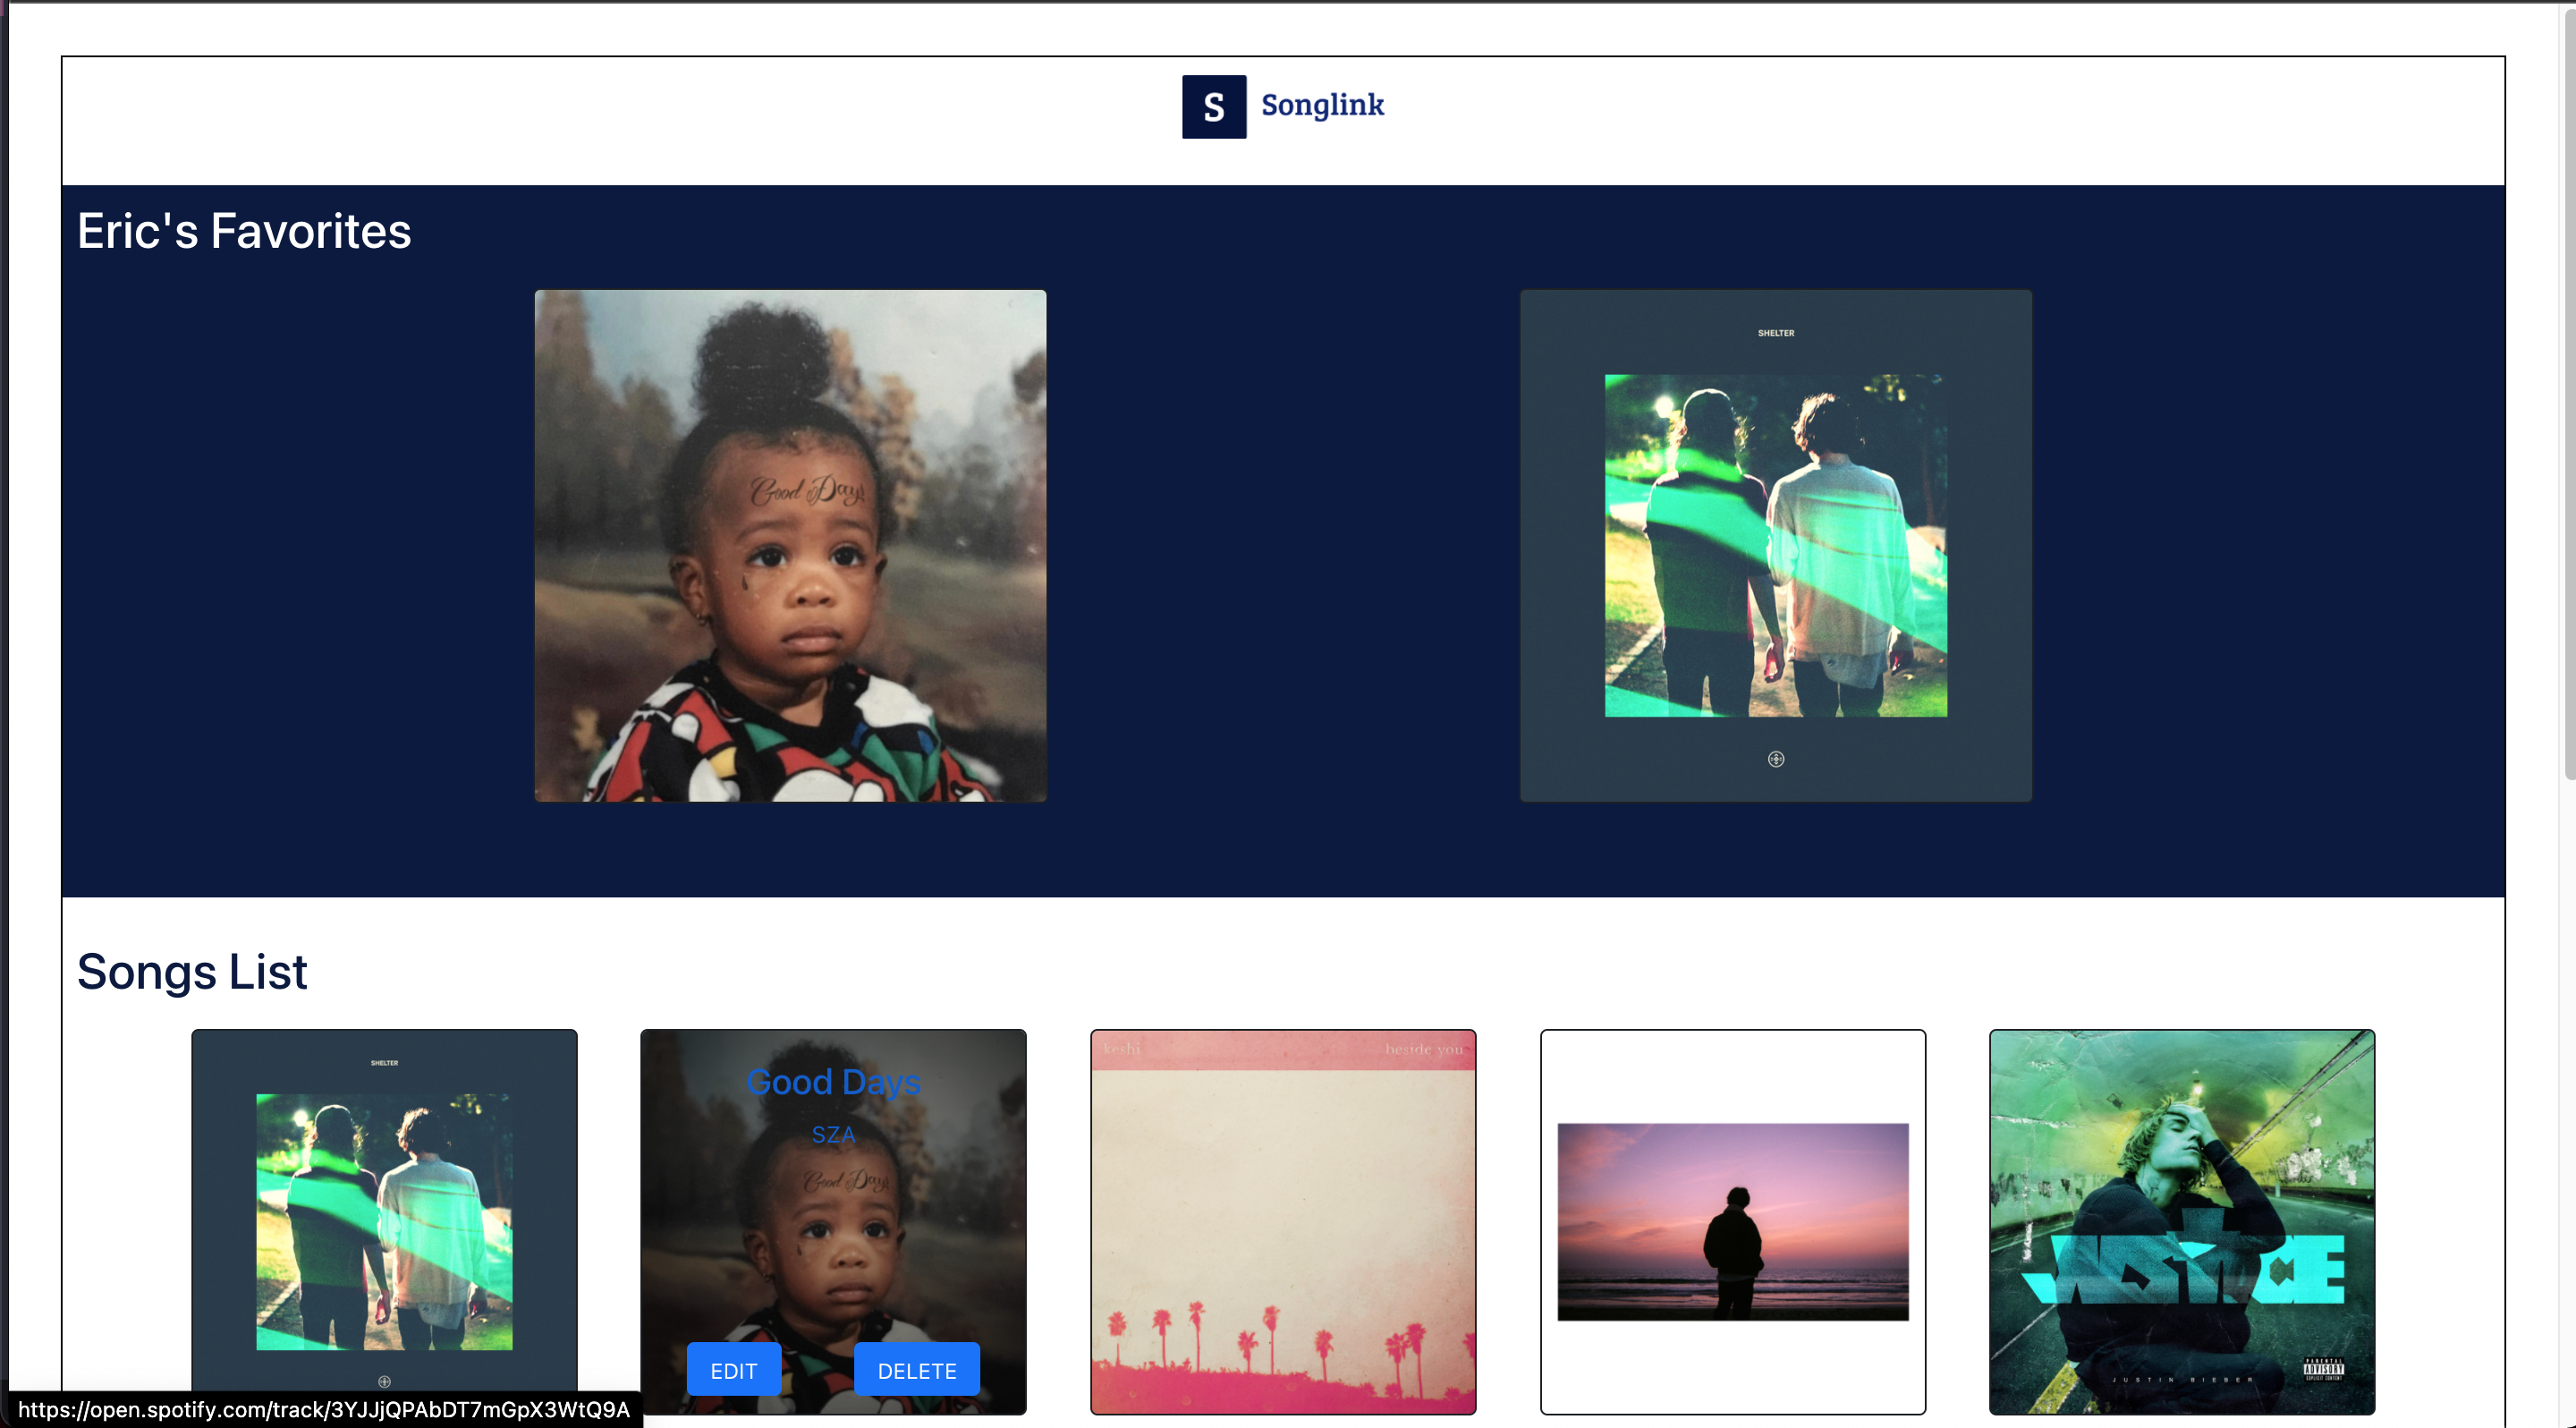 S Songlink
Eric's Favorites
Good Days
SHELTER
Songs List
SHELTER
Good Days
SZA
Good Days
EDIT
DELETE
keshi
beside you
JUSTICE
JUSTIN BIEBER
PARENTAL
ADVISORY
EXPLICIT CONTENT
https://open.spotify.com/track/3YJJjQPAbDT7mGpX3WtQ9A